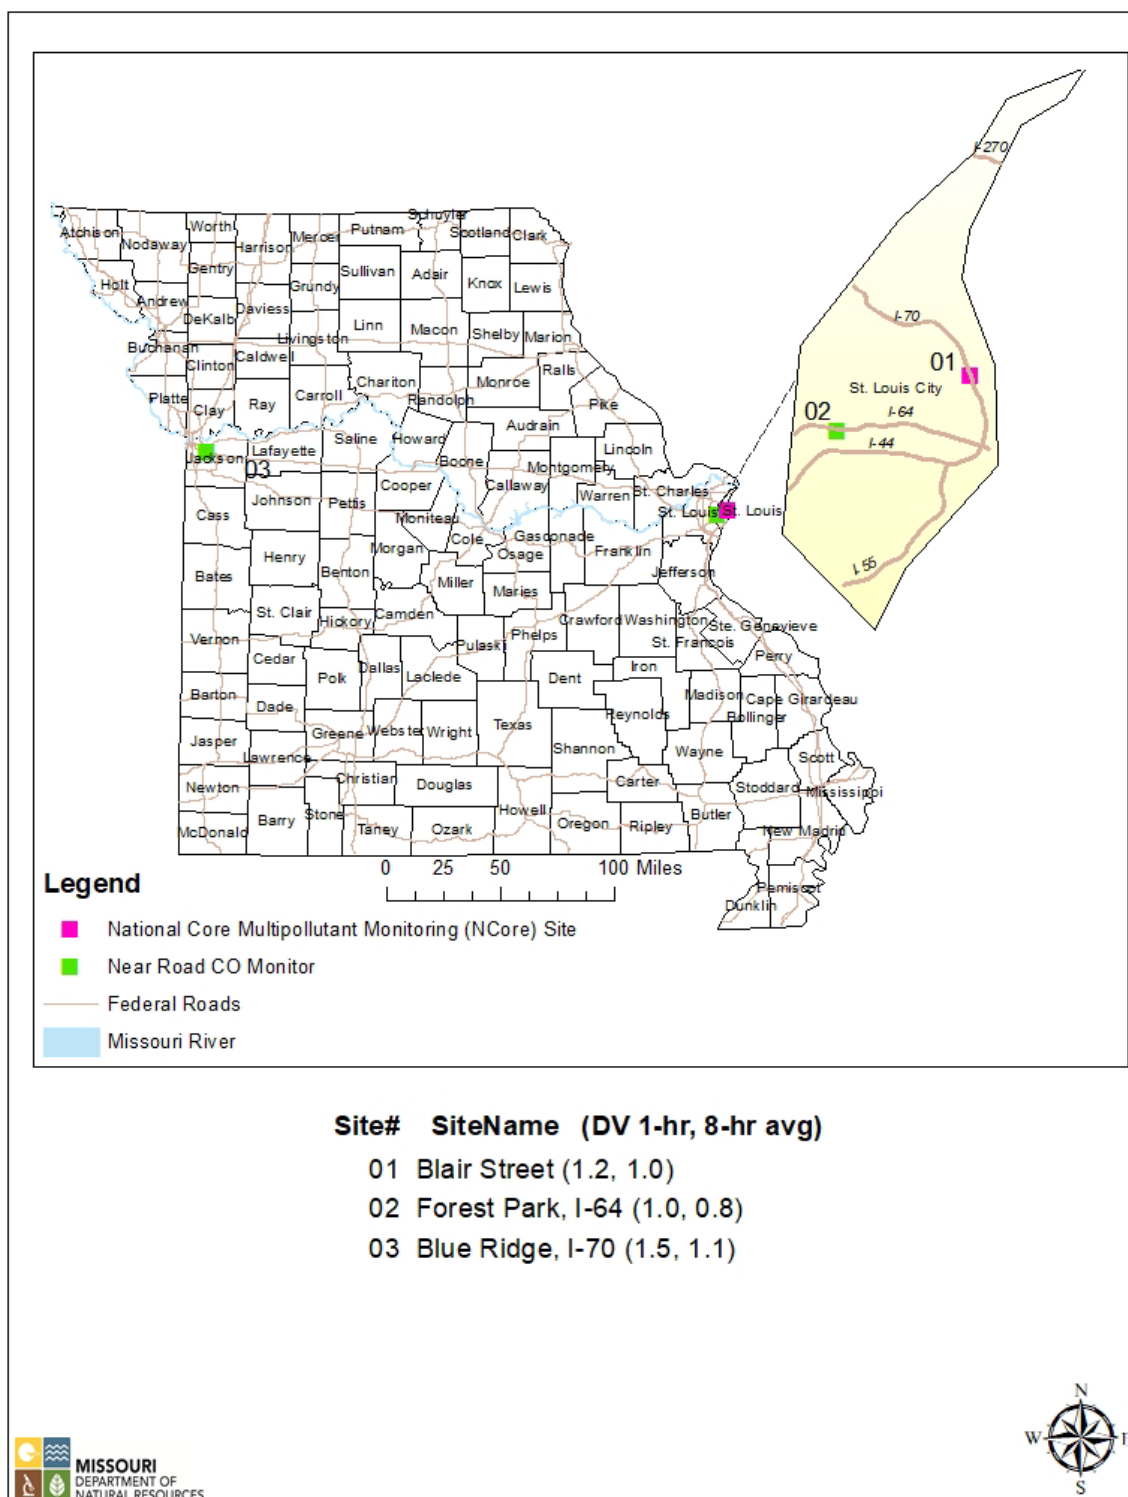 I-270
I-70
01
St. Louis City
02
I-64
I-44
I-55
Schuyler
Atchison
Nodaway
Worth
Harrison
Mercer
Putnam
Scotland
Clark
Holt
Gentry
Grundy
Sullivan
Adair
Knox
Lewis
Andrew
DeKalb
Daviess
Linn
Macon
Shelby
Marion
Buchanan
Clinton
Caldwell
Livingston
Chariton
Randolph
Monroe
Ralls
Platte
Clay
Ray
Carroll
Pike
Saline
Howard
Audrain
Jackson
03
Lafayette
Boone
Montgomery
Lincoln
Johnson
Pettis
Cooper
Callaway
Warren
St. Charles
Cass
Moniteau
Cole
Osage
Gasconade
Franklin
St. Louis
St. Louis
Henry
Morgan
Bates
Benton
Miller
Maries
Jefferson
St. Clair
Hickory
Camden
Crawford
Washington
Ste. Genevieve
Vernon
Pulaski
Phelps
St. Francois
Perry
Cedar
Polk
Dallas
Laclede
Dent
Iron
Barton
Dade
Madison
Cape Girardeau
Reynolds
Bollinger
Jasper
Greene
Webster
Wright
Texas
Shannon
Wayne
Scott
Lawrence
Newton
Christian
Douglas
Carter
Stoddard
Mississippi
McDonald
Barry
Stone
Taney
Ozark
Howell
Oregon
Ripley
Butler
New Madrid
Pemiscot
Dunklin
0 25 50 100 Miles
Legend
National Core Multipollutant Monitoring (NCore) Site
Near Road CO Monitor
Federal Roads
Missouri River
Site# SiteName (DV 1-hr, 8-hr avg)
01 Blair Street (1.2, 1.0)
02 Forest Park, I-64 (1.0, 0.8)
03 Blue Ridge, I-70 (1.5, 1.1)
N
W E
S
MISSOURI
DEPARTMENT OF
NATURAL RESOURCES